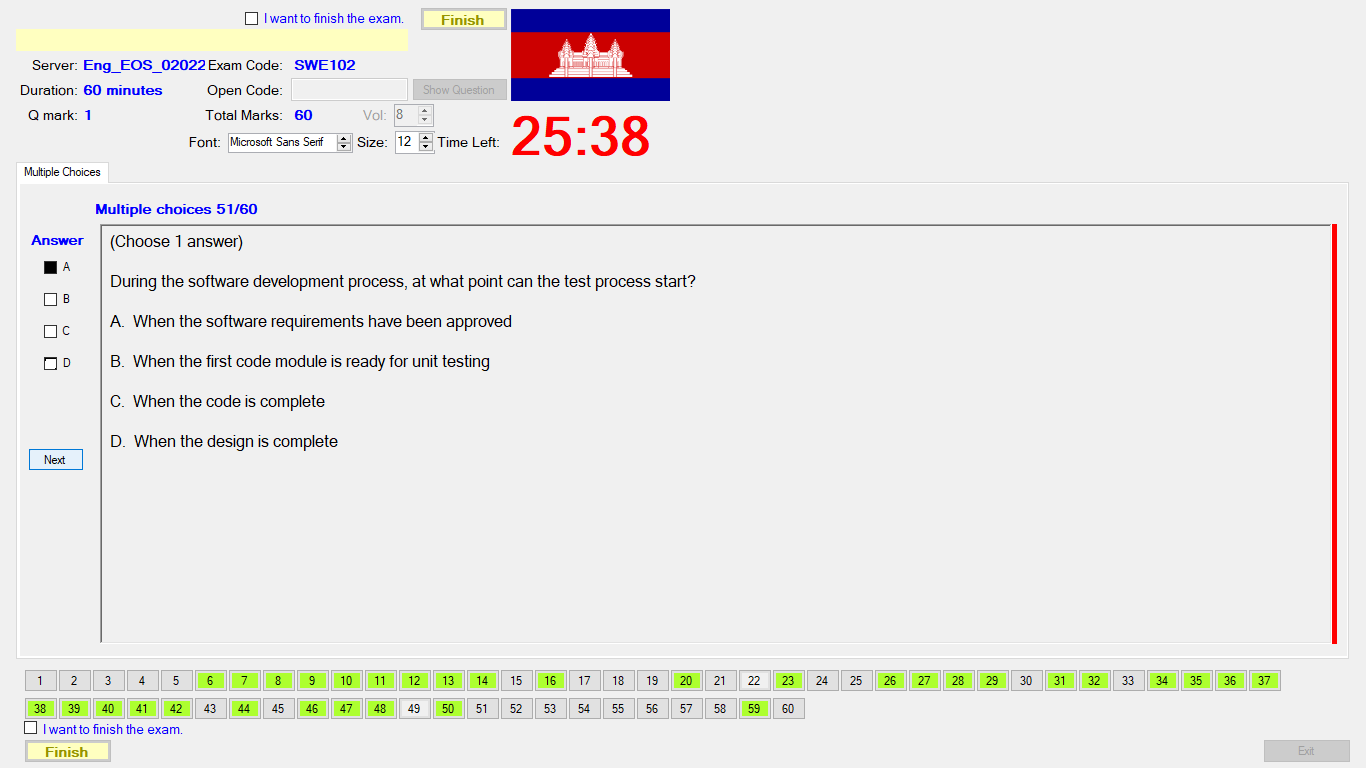 I want to finish the exam. Finish
Server: Eng_EOS_02022 Exam Code: SWE102
Duration: 60 minutes Open Code: Show Question
Q mark: 1 Total Marks: 60 Vol: 8
Font: Microsoft Sans Serif Size: 12 Time Left: 25:38
Multiple Choices
Multiple choices 51/60
Answer
(Choose 1 answer)
A
During the software development process, at what point can the test process start?
B
A. When the software requirements have been approved
C
D
B. When the first code module is ready for unit testing
C. When the code is complete
D. When the design is complete
Next
1 2 3 4 5 6 7 8 9 10 11 12 13 14 15 16 17 18 19 20 21 22 23 24 25 26 27 28 29 30 31 32 33 34 35 36 37
38 39 40 41 42 43 44 45 46 47 48 49 50 51 52 53 54 55 56 57 58 59 60
I want to finish the exam.
Finish Exit